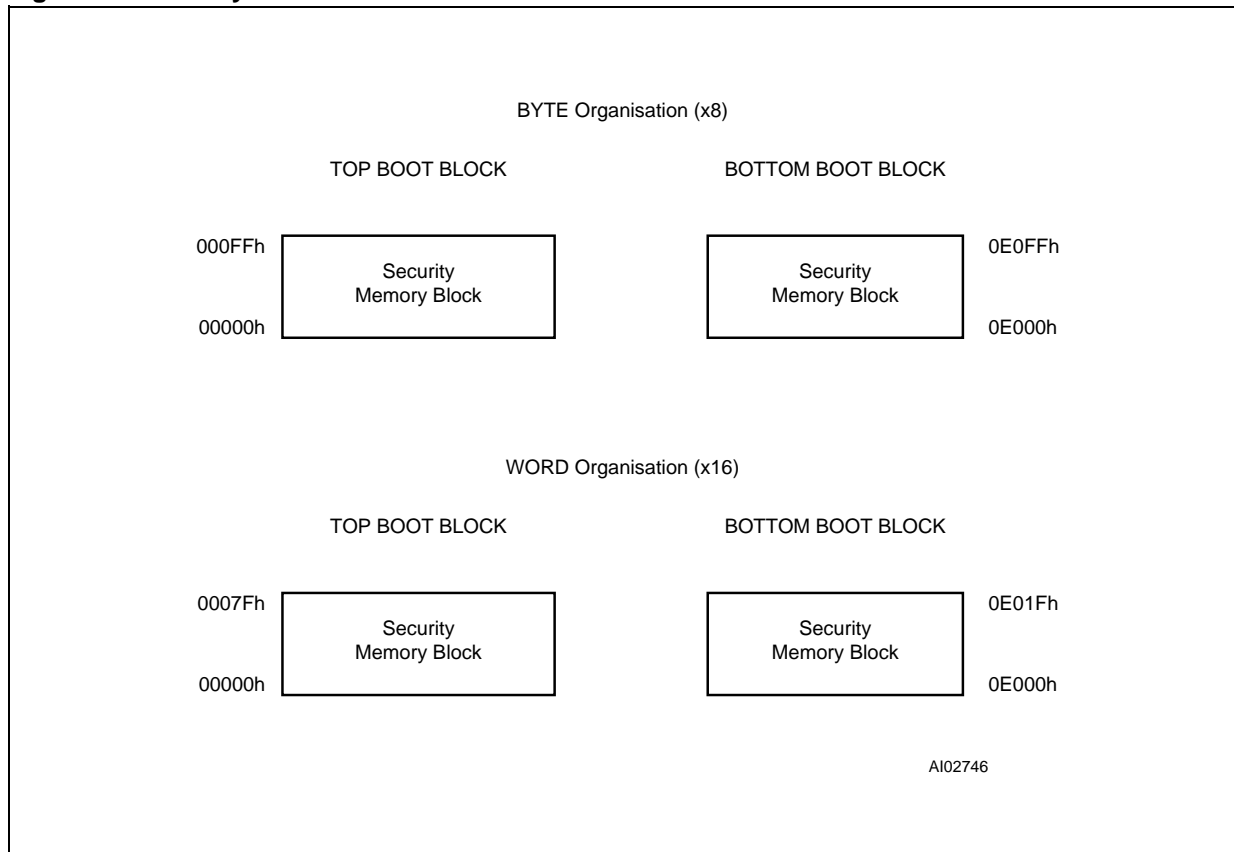 BYTE Organisation (x8)
TOP BOOT BLOCK
BOTTOM BOOT BLOCK
000FFh
Security
Memory Block
00000h
Security
Memory Block
0E0FFh
0E000h
WORD Organisation (x16)
TOP BOOT BLOCK
BOTTOM BOOT BLOCK
0007Fh
Security
Memory Block
00000h
Security
Memory Block
0E01Fh
0E000h
AI02746